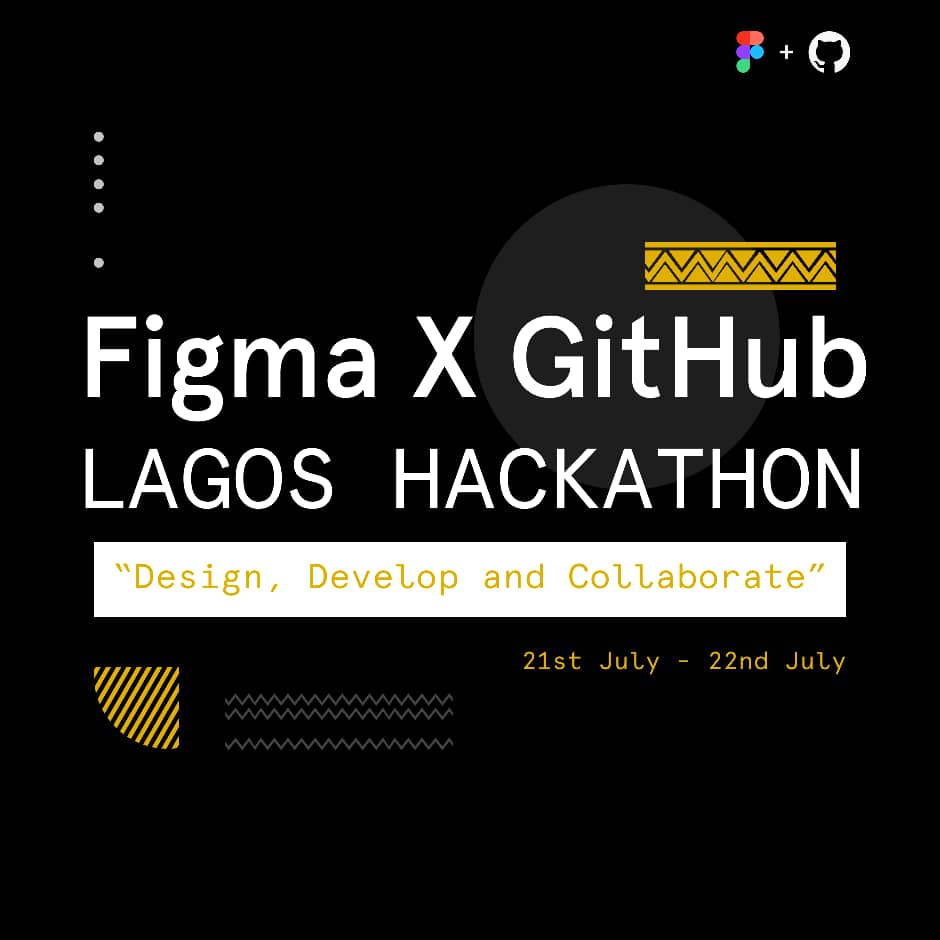 +
Figma X GitHub
LAGOS HACKATHON
“Design, Develop and Collaborate”
21st July - 22nd July